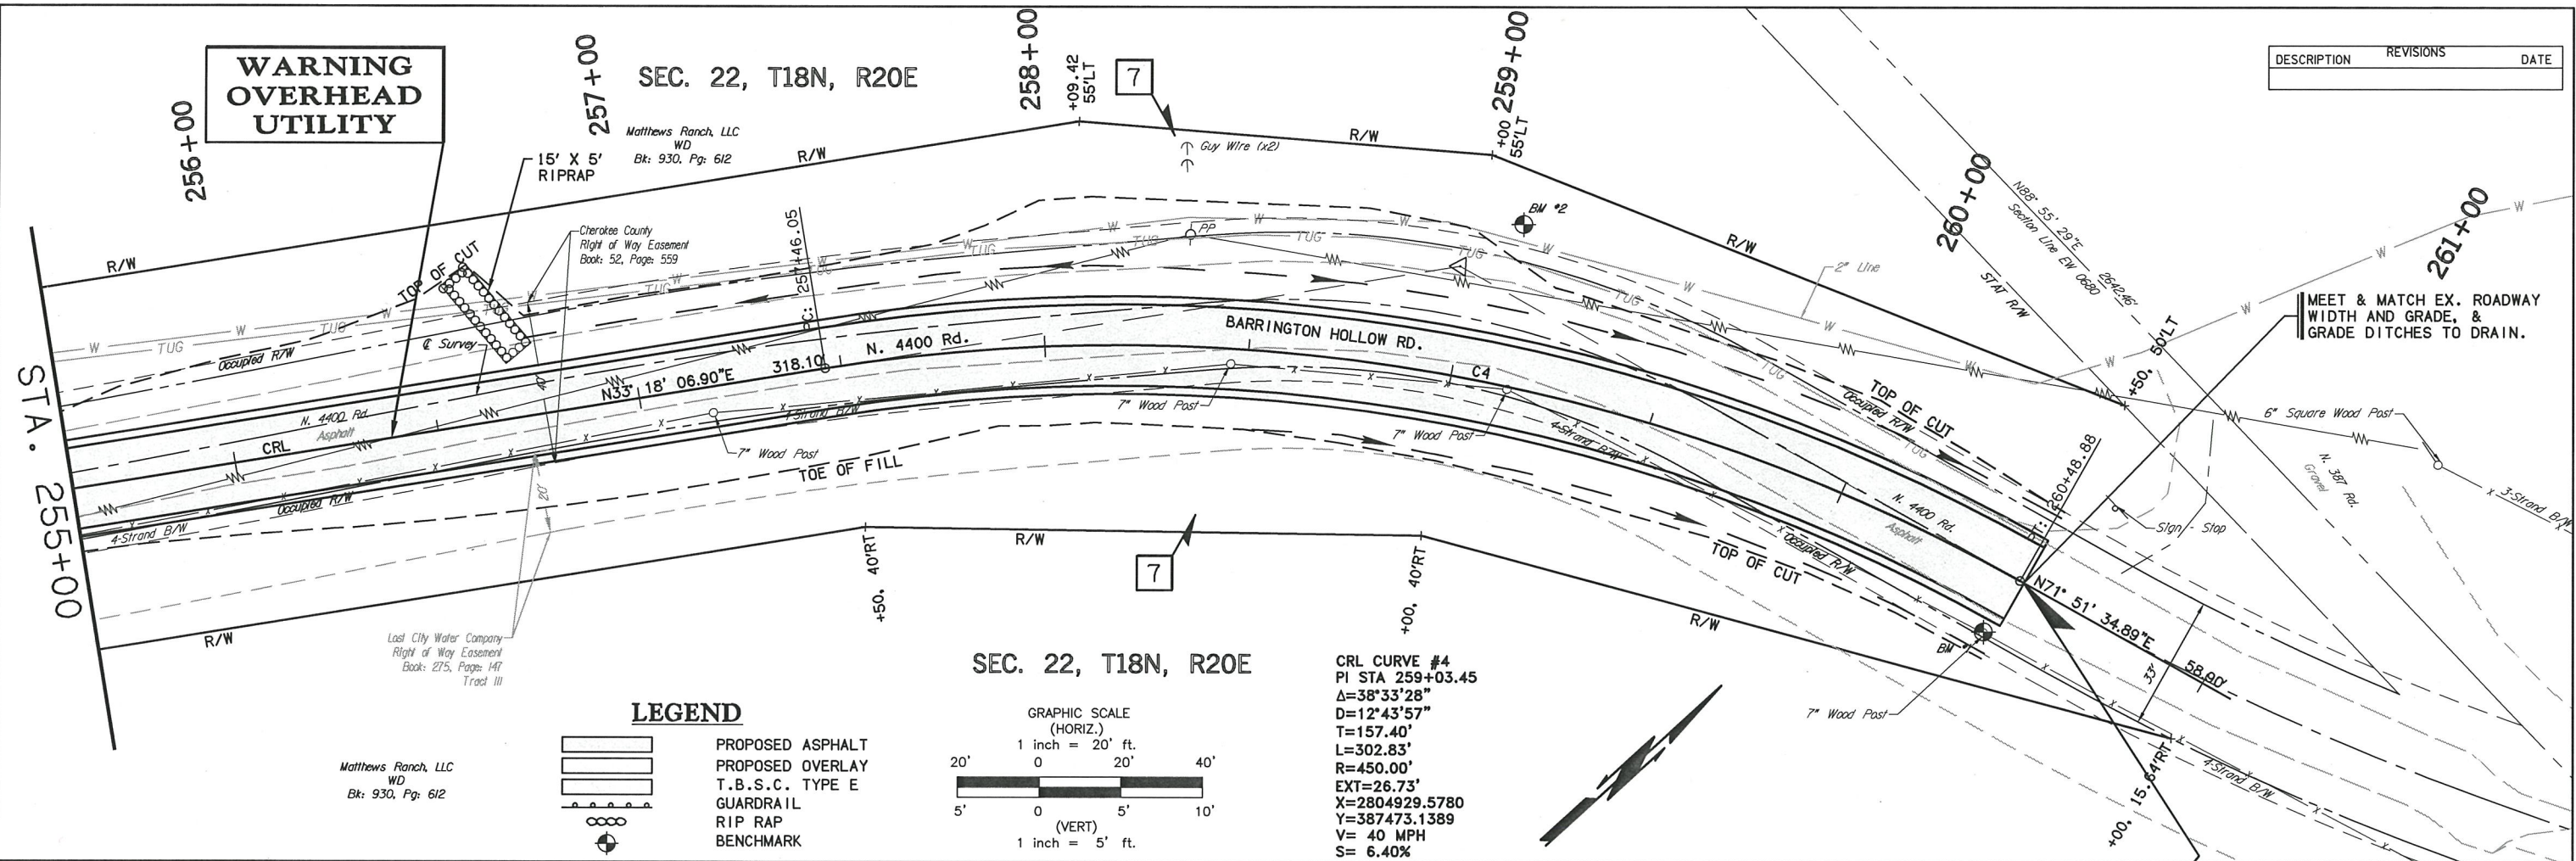 WARNING
OVERHEAD
UTILITY
256+00
257+00
258+00
+09.42
55'LT
259+00
+00
55'LT
260+00
261+00
SEC. 22, T18N, R20E
Matthews Ranch, LLC
WD
Bk: 930, Pg: 612
15' X 5'
RIPRAP
7
Guy Wire (x2)
R/W
R/W
R/W
R/W
DESCRIPTION REVISIONS DATE
N88° 55' 29"E 2642.46'
Section Line EW 0680
STAT R/W
BM #2
2" Line
Cherokee County
Right of Way Easement
Book: 52, Page: 559
TOP OF CUT
PC: 257+46.05
PP
W
TUG
Occupied R/W
℄ Survey
N. 4400 Rd.
BARRINGTON HOLLOW RD.
318.10
N33° 18' 06.90"E
C4
N. 4400 Rd.
Asphalt
CRL
4-Strand B/W
7" Wood Post
7" Wood Post
7" Wood Post
TOE OF FILL
4-Strand B/W
4-Strand B/W
Occupied R/W
40'
20'
STA. 255+00
MEET & MATCH EX. ROADWAY
WIDTH AND GRADE, &
GRADE DITCHES TO DRAIN.
+50, 50'LT
6" Square Wood Post
3-Strand B/W
N. 387 Rd.
Gravel
Sign - Stop
TOP OF CUT
Occupied R/W
PT: 260+48.88
N. 4400 Rd.
Asphalt
Occupied R/W
TOP OF CUT
N71° 51' 34.89"E
58.90'
33'
BM
7" Wood Post
+00, 15.64'RT
4-Strand B/W
R/W
+50, 40'RT
R/W
7
+00, 40'RT
R/W
Lost City Water Company
Right of Way Easement
Book: 275, Page: 147
Tract III
Matthews Ranch, LLC
WD
Bk: 930, Pg: 612
LEGEND
PROPOSED ASPHALT
PROPOSED OVERLAY
T.B.S.C. TYPE E
GUARDRAIL
RIP RAP
BENCHMARK
SEC. 22, T18N, R20E
GRAPHIC SCALE
(HORIZ.)
1 inch = 20' ft.
20' 0 20' 40'
5' 0 5' 10'
(VERT)
1 inch = 5' ft.
CRL CURVE #4
PI STA 259+03.45
Δ=38°33'28"
D=12°43'57"
T=157.40'
L=302.83'
R=450.00'
EXT=26.73'
X=2804929.5780
Y=387473.1389
V= 40 MPH
S= 6.40%